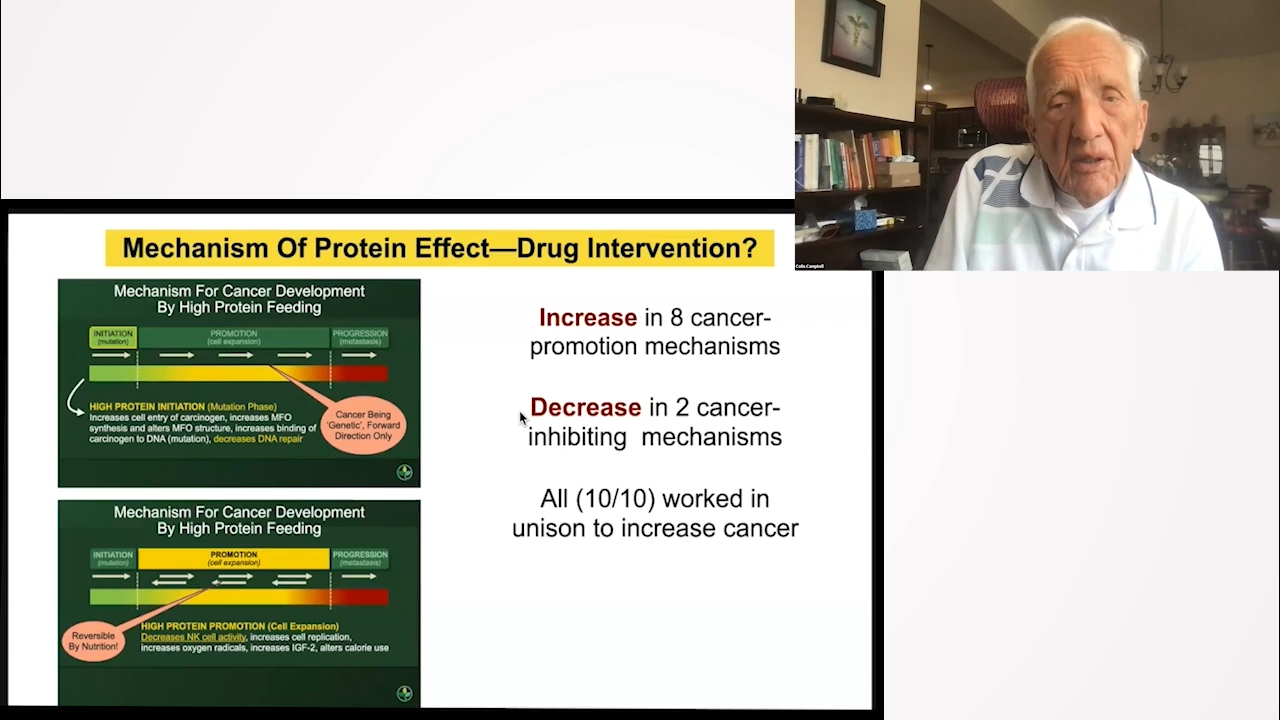 Colin Campbell
Mechanism Of Protein Effect—Drug Intervention?
Mechanism For Cancer Development
By High Protein Feeding
INITIATION
(mutation)
PROMOTION
(cell expansion)
PROGRESSION
(metastasis)
HIGH PROTEIN INITIATION (Mutation Phase)
Increases cell entry of carcinogen, increases MFO
synthesis and alters MFO structure, increases binding of
carcinogen to DNA (mutation), decreases DNA repair
Cancer Being
'Genetic', Forward
Direction Only
Mechanism For Cancer Development
By High Protein Feeding
INITIATION
(mutation)
PROMOTION
(cell expansion)
PROGRESSION
(metastasis)
Reversible
By Nutrition!
HIGH PROTEIN PROMOTION (Cell Expansion)
Decreases NK cell activity, increases cell replication,
increases oxygen radicals, increases IGF-2, alters calorie use
Increase in 8 cancer-
promotion mechanisms
Decrease in 2 cancer-
inhibiting mechanisms
All (10/10) worked in
unison to increase cancer